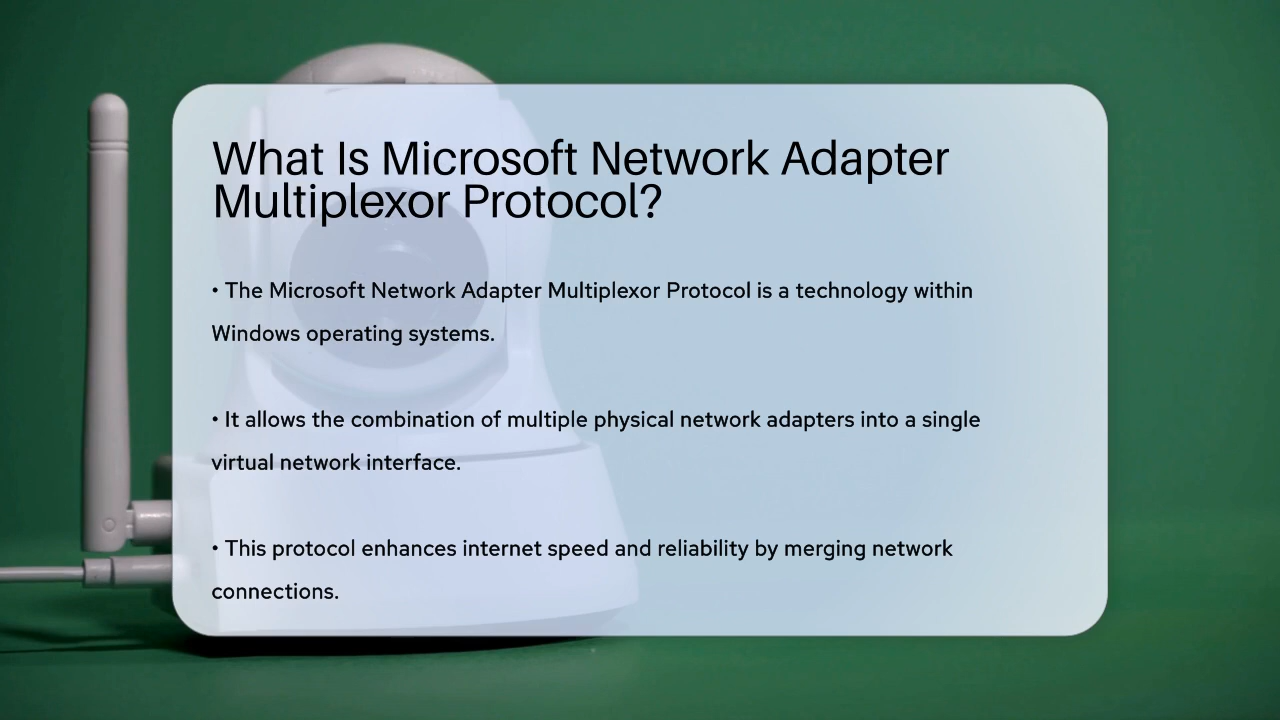 What Is Microsoft Network Adapter
Multiplexor Protocol?
• The Microsoft Network Adapter Multiplexor Protocol is a technology within
Windows operating systems.
• It allows the combination of multiple physical network adapters into a single
virtual network interface.
• This protocol enhances internet speed and reliability by merging network
connections.